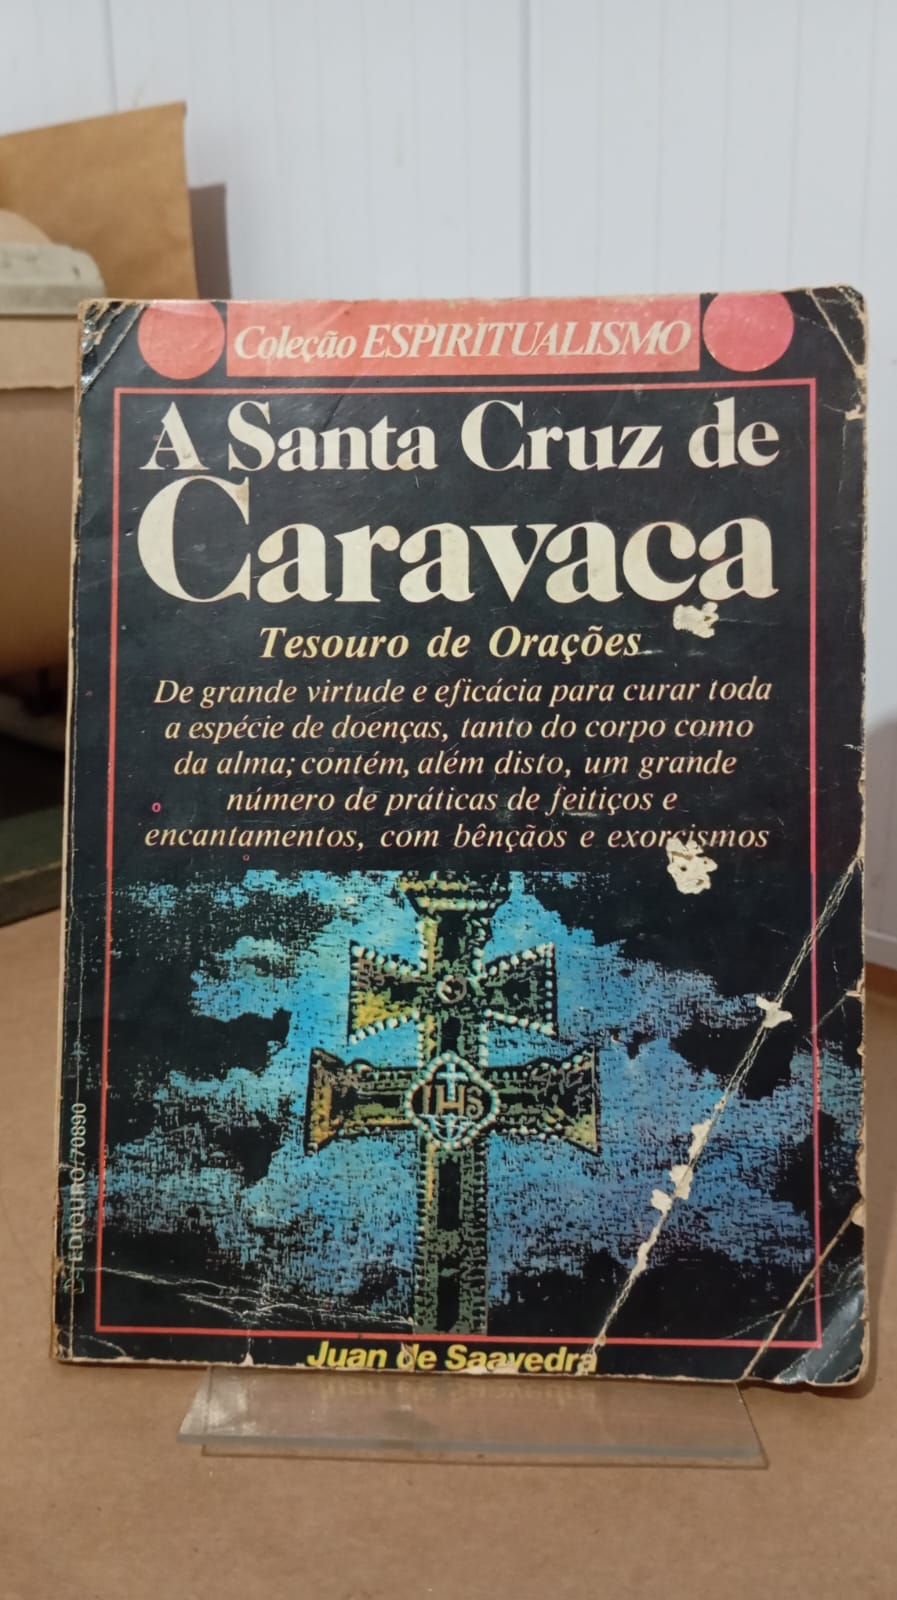 Coleção ESPIRITUALISMO
A Santa Cruz de
Caravaca
Tesouro de Orações
De grande virtude e eficácia para curar toda
a espécie de doenças, tanto do corpo como
da alma; contém, além disto, um grande
número de práticas de feitiços e
encantamentos, com bênçãos e exorcismos
IHS
EDIOURO
70990
Juan de Saavedra